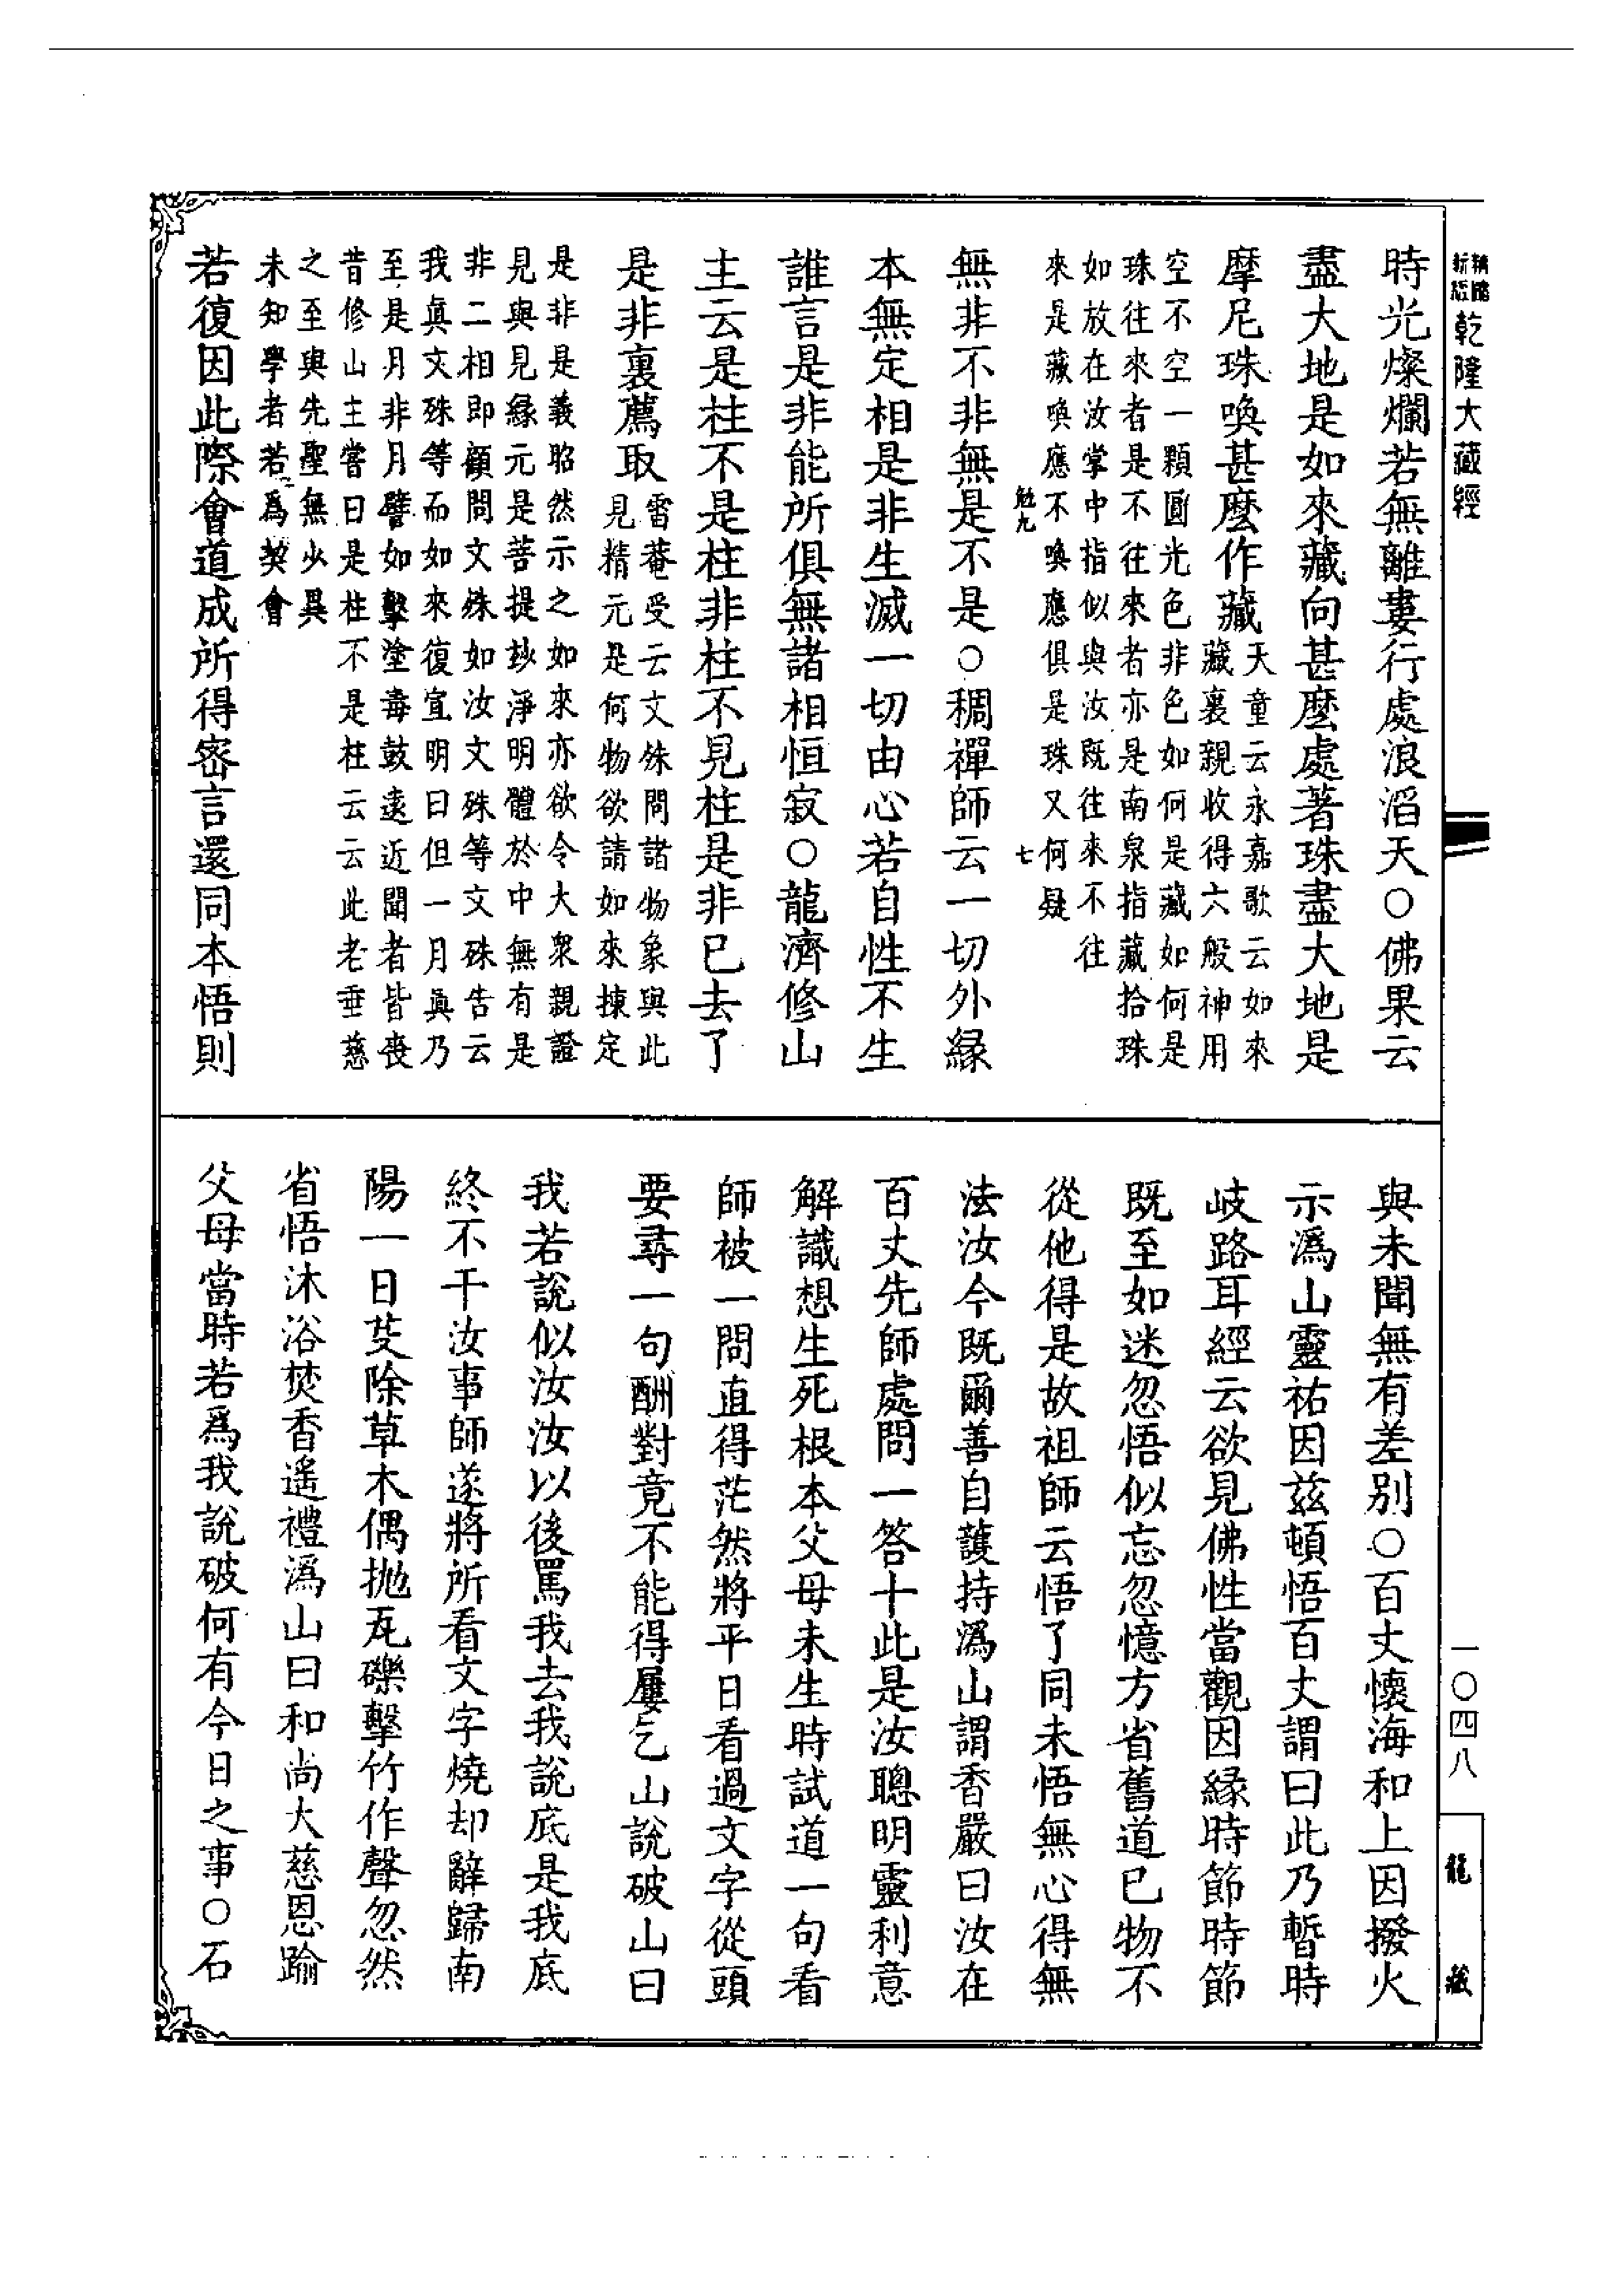 乾隆大藏經
時光燦爛若無離婁行處浪滔天○佛果云
盡大地是如來藏向甚麼處著珠盡大地是
摩尼珠喚甚麼作藏
天童云永嘉歌云如來
藏裏親收得六般神用
空不空一顆圓光色非色如何是藏如何是
珠往來者是不往來者亦是南泉指藏拾珠
如放在汝掌中指似與汝既往來不往
來是藏喚應不喚應俱是珠又何疑
九
七
無非不非無是不是○稠禪師云一切外緣
本無定相是非生滅一切由心若自性不生
誰言是非能所俱無諸相恒寂○龍濟修山
主云是柱不是柱非柱不見柱是非已去了
是非裏薦取
雷菴受云文殊問諸物象與此
見精元是何物欲請如來揀定
是非是義昭然示之如來亦欲令大衆親證
見與見緣元是菩提玅淨明體於中無有是
非二相即顧問文殊如汝文殊等文殊告云
我真文殊等而如來復宣明曰但一月真乃
至是月非月譬如擊塗毒鼓遠近聞者皆喪
昔修山主嘗曰是柱不是柱云云此老垂慈
之至與先聖無少異
未知學者若爲契會
若復因此際會道成所得密言還同本悟則
與未聞無有差別○百丈懷海和上因撥火
示溈山靈祐因茲頓悟百丈謂曰此乃暫時
岐路耳經云欲見佛性當觀因緣時節時節
既至如迷忽悟似忘忽憶方省舊道已物不
從他得是故祖師云悟了同未悟無心得無
法汝今既爾善自護持溈山謂香嚴曰汝在
百丈先師處問一答十此是汝聰明靈利意
解識想生死根本父母未生時試道一句看
師被一問直得茫然將平日看過文字從頭
要尋一句酬對竟不能得屢乞山說破山曰
我若說似汝汝以後罵我去我說底是我底
終不干汝事師遂將所看文字燒却辭歸南
陽一日芟除草木偶抛瓦礫擊竹作聲忽然
省悟沐浴焚香遙禮溈山曰和尚大慈恩踰
父母當時若爲我說破何有今日之事○石
一〇四八
龍藏